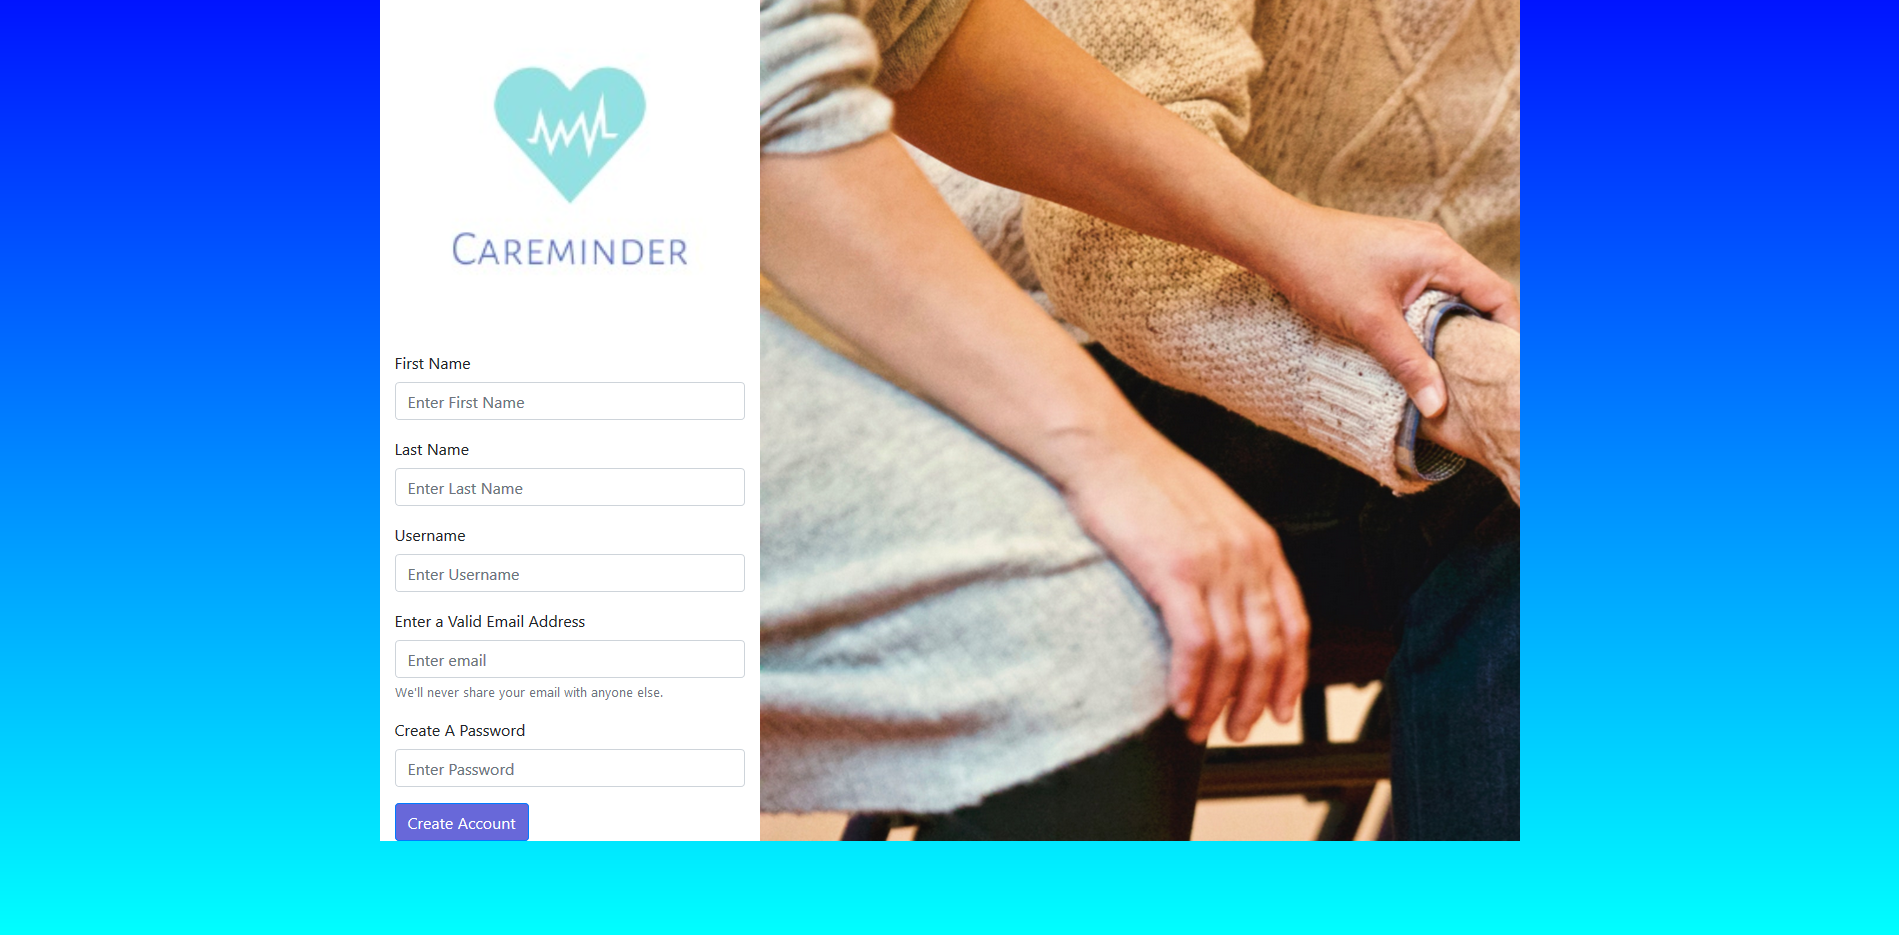 CAREMINDER
First Name
Enter First Name
Last Name
Enter Last Name
Username
Enter Username
Enter a Valid Email Address
Enter email
We'll never share your email with anyone else.
Create A Password
Enter Password
Create Account